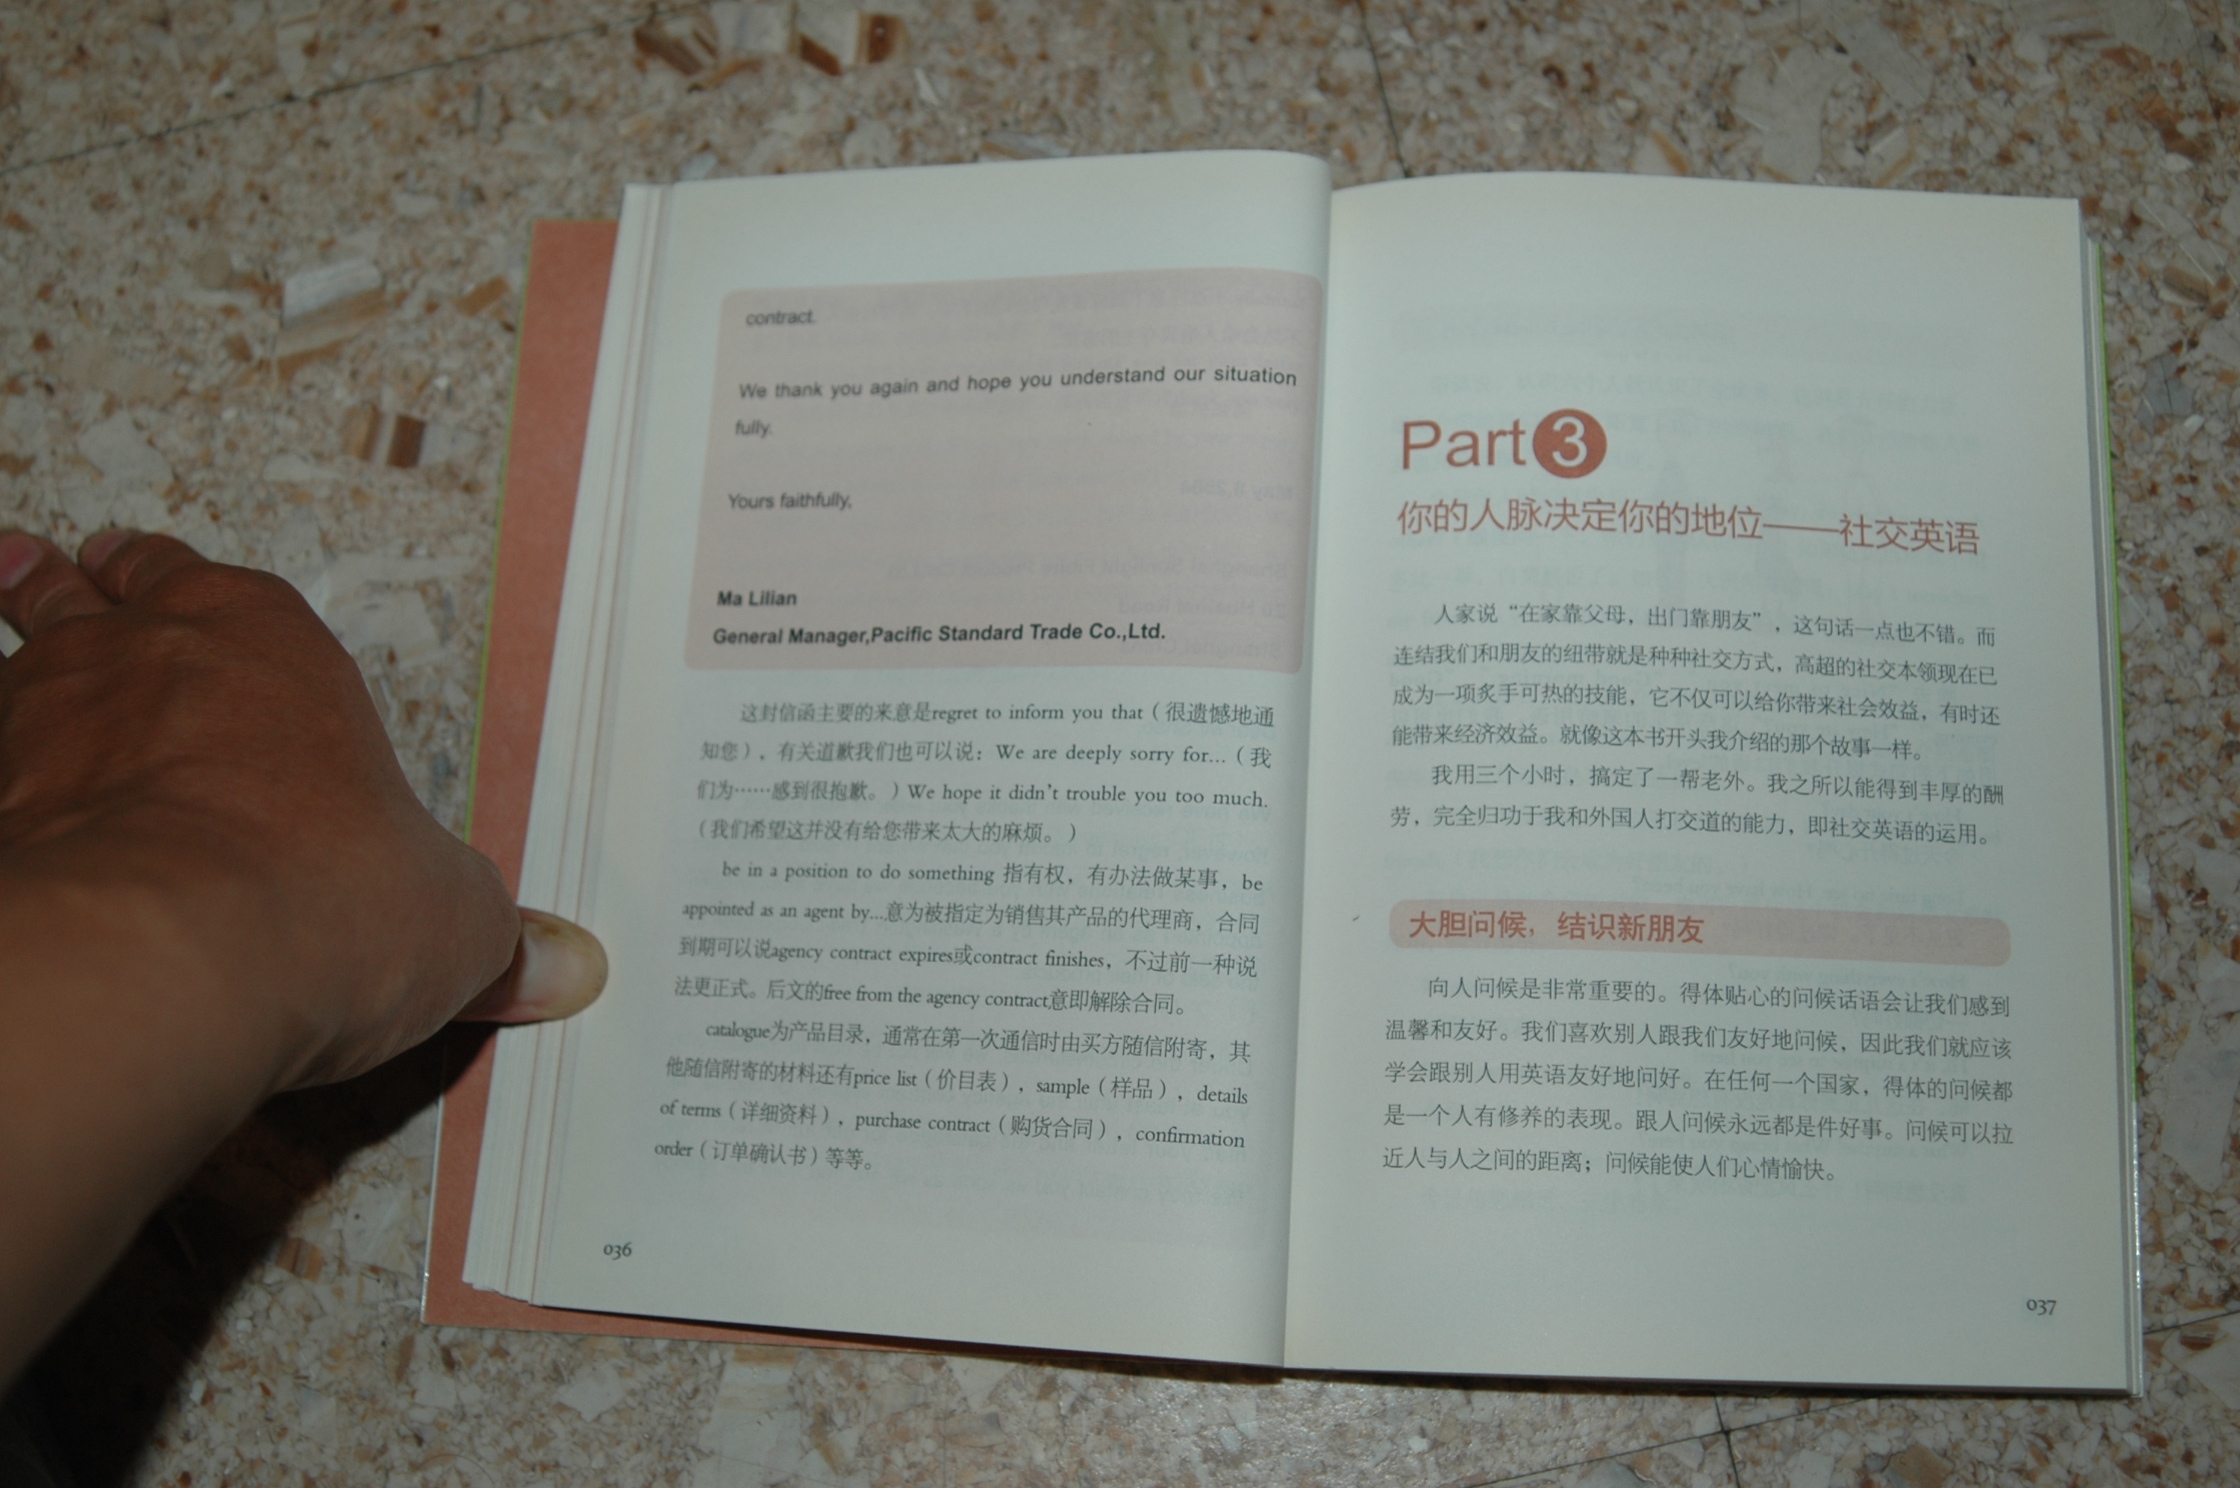 contract.
We thank you again and hope you understand our situation
fully.
Yours faithfully,
Ma Lilian
General Manager,Pacific Standard Trade Co.,Ltd.
这封信函主要的来意是regret to inform you that（很遗憾地通
知您），有关道歉我们也可以说：We are deeply sorry for...（我
们为……感到很抱歉。）We hope it didn't trouble you too much.
（我们希望这并没有给您带来太大的麻烦。）
be in a position to do something 指有权，有办法做某事，be
appointed as an agent by...意为被指定为销售其产品的代理商，合同
到期可以说agency contract expires或contract finishes，不过前一种说
法更正式。后文的free from the agency contract意即解除合同。
catalogue为产品目录，通常在第一次通信时由买方随信附寄，其
他随信附寄的材料还有price list（价目表），sample（样品），details
of terms（详细资料），purchase contract（购货合同），confirmation
order（订单确认书）等等。
036
Part 3
你的人脉决定你的地位——社交英语
人家说“在家靠父母，出门靠朋友”，这句话一点也不错。而
连结我们和朋友的纽带就是种种社交方式，高超的社交本领现在已
成为一项炙手可热的技能，它不仅可以给你带来社会效益，有时还
能带来经济效益。就像这本书开头我介绍的那个故事一样。
我用三个小时，搞定了一帮老外。我之所以能得到丰厚的酬
劳，完全归功于我和外国人打交道的能力，即社交英语的运用。
大胆问候，结识新朋友
向人问候是非常重要的。得体贴心的问候话语会让我们感到
温馨和友好。我们喜欢别人跟我们友好地问候，因此我们就应该
学会跟别人用英语友好地问好。在任何一个国家，得体的问候都
是一个人有修养的表现。跟人问候永远都是件好事。问候可以拉
近人与人之间的距离；问候能使人们心情愉快。
037